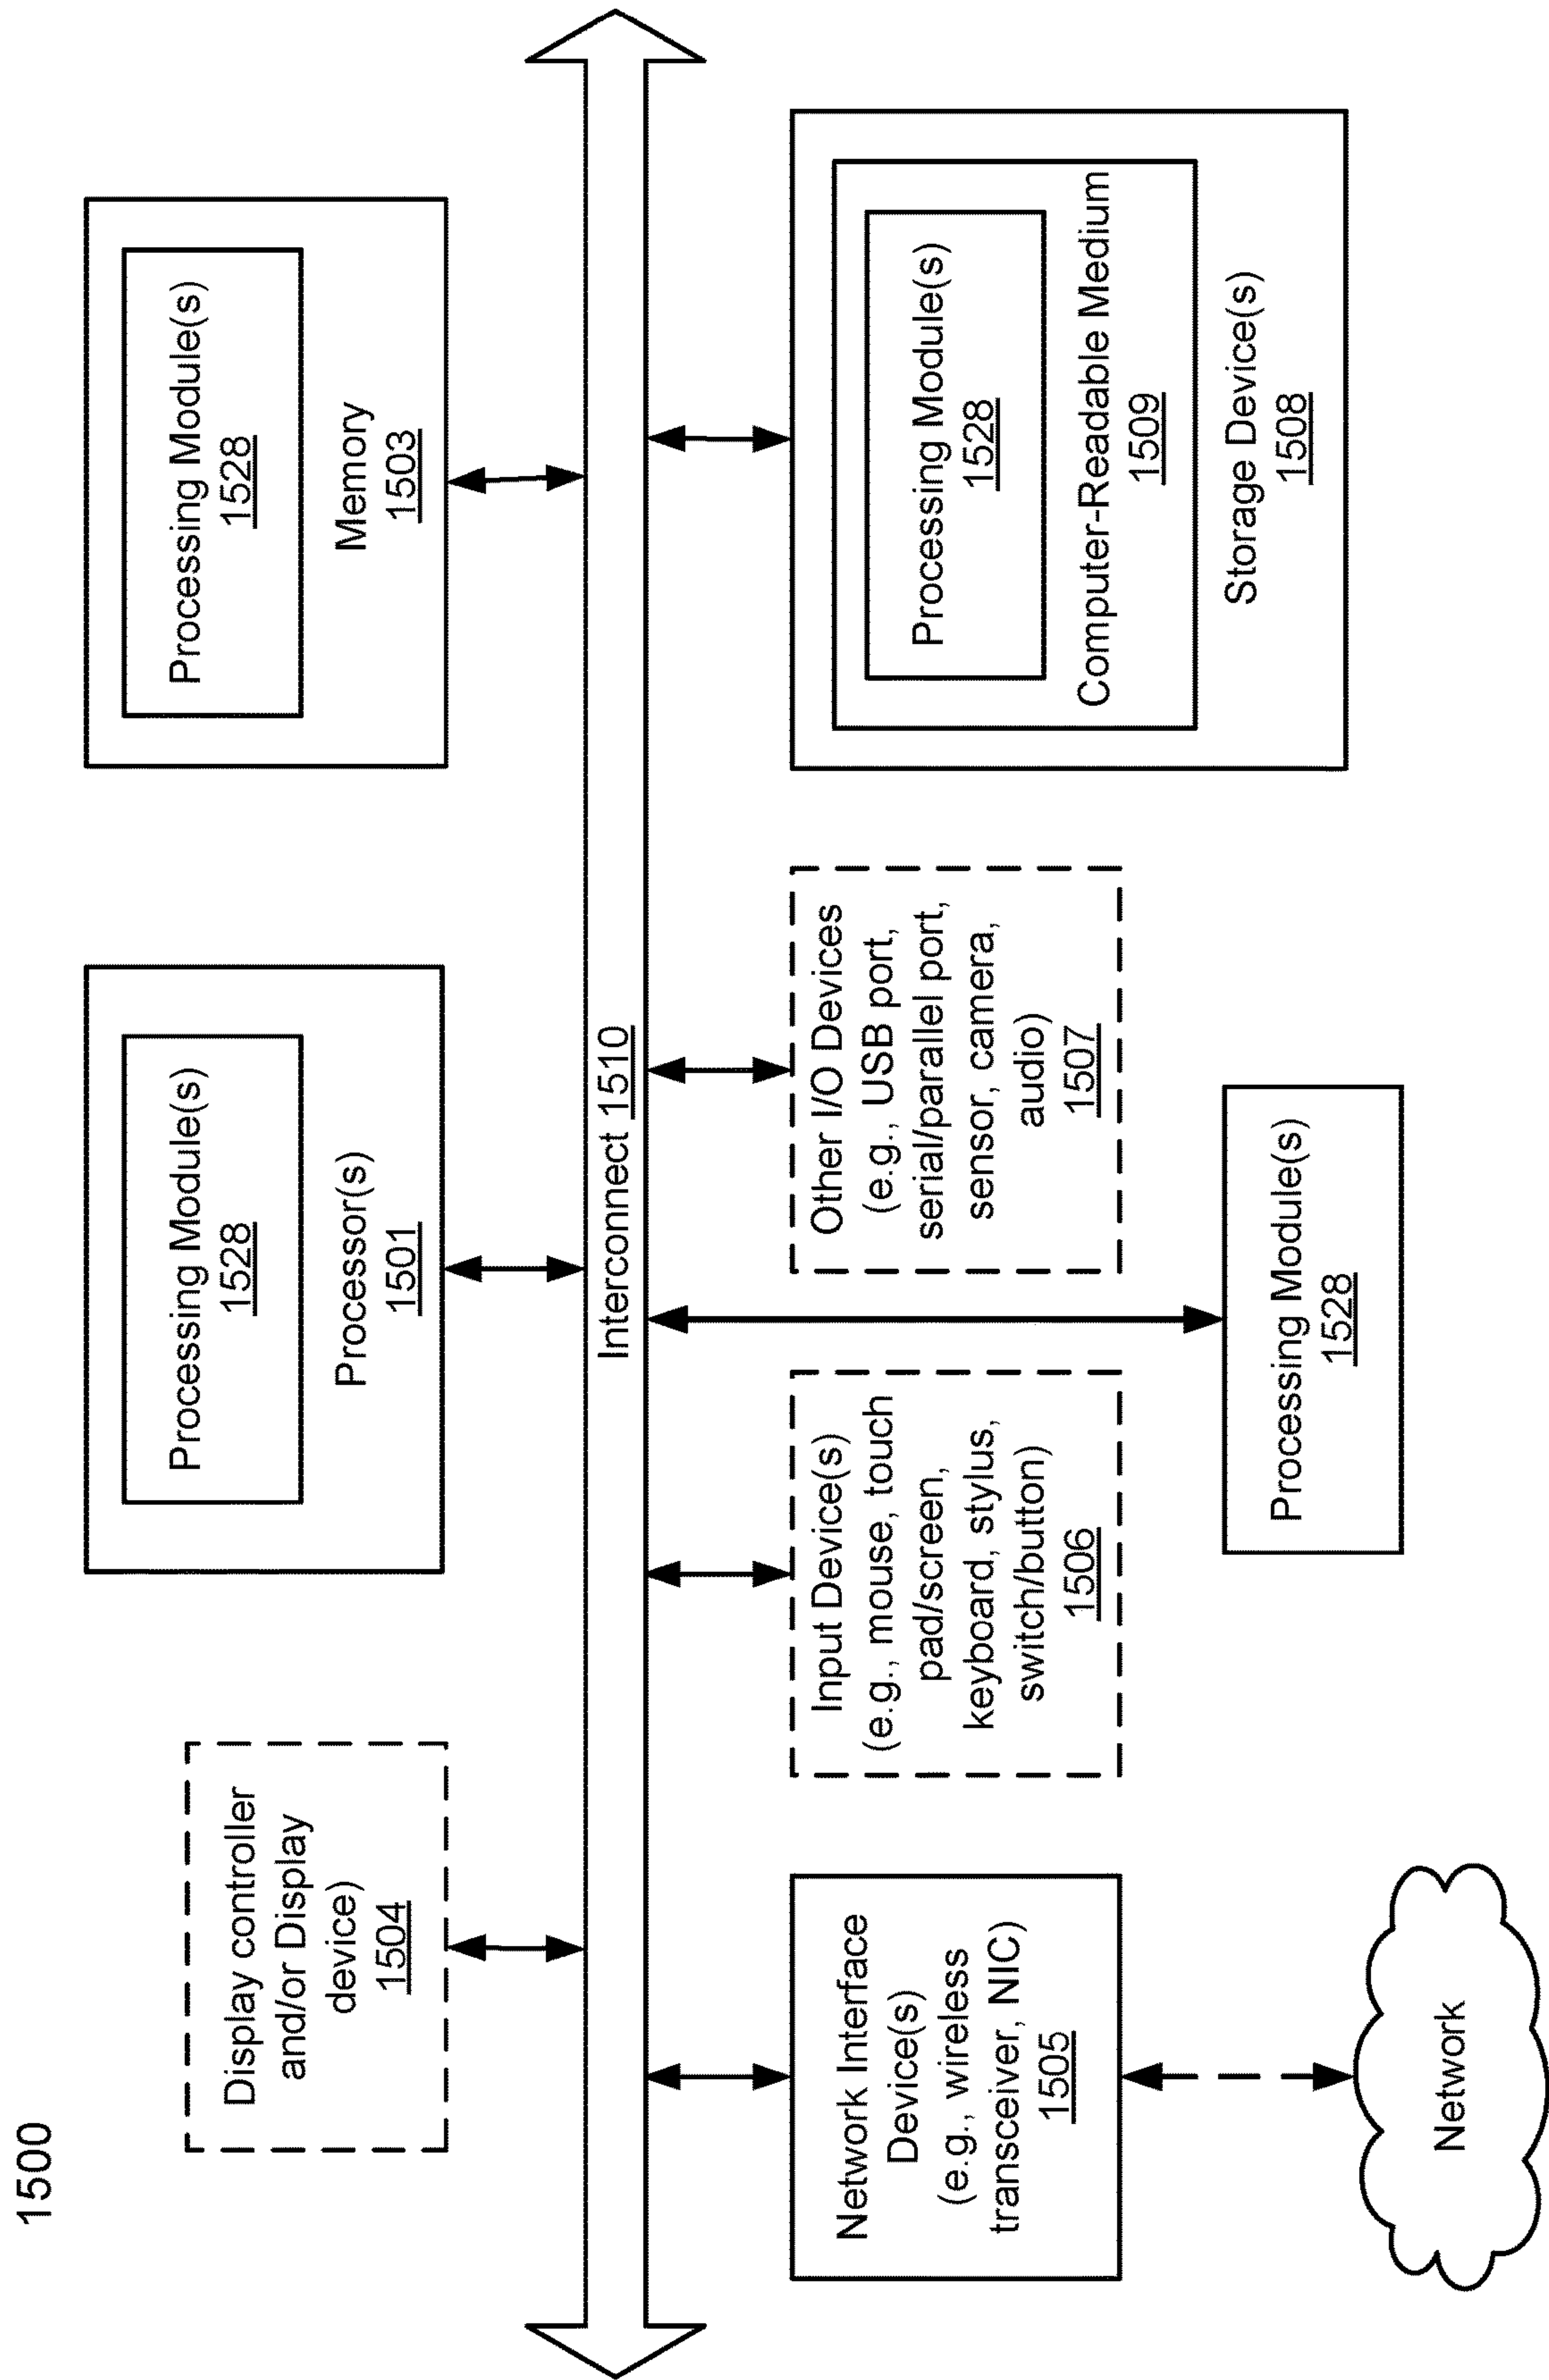 1500
Display controller
and/or Display
device)
1504
Processing Module(s)
1528
Processor(s)
1501
Processing Module(s)
1528
Memory
1503
Interconnect 1510
Network Interface
Device(s)
(e.g., wireless
transceiver, NIC)
1505
Input Device(s)
(e.g., mouse, touch
pad/screen,
keyboard, stylus,
switch/button)
1506
Other I/O Devices
(e.g., USB port,
serial/parallel port,
sensor, camera,
audio)
1507
Processing Module(s)
1528
Computer-Readable Medium
1509
Storage Device(s)
1508
Network
Processing Module(s)
1528